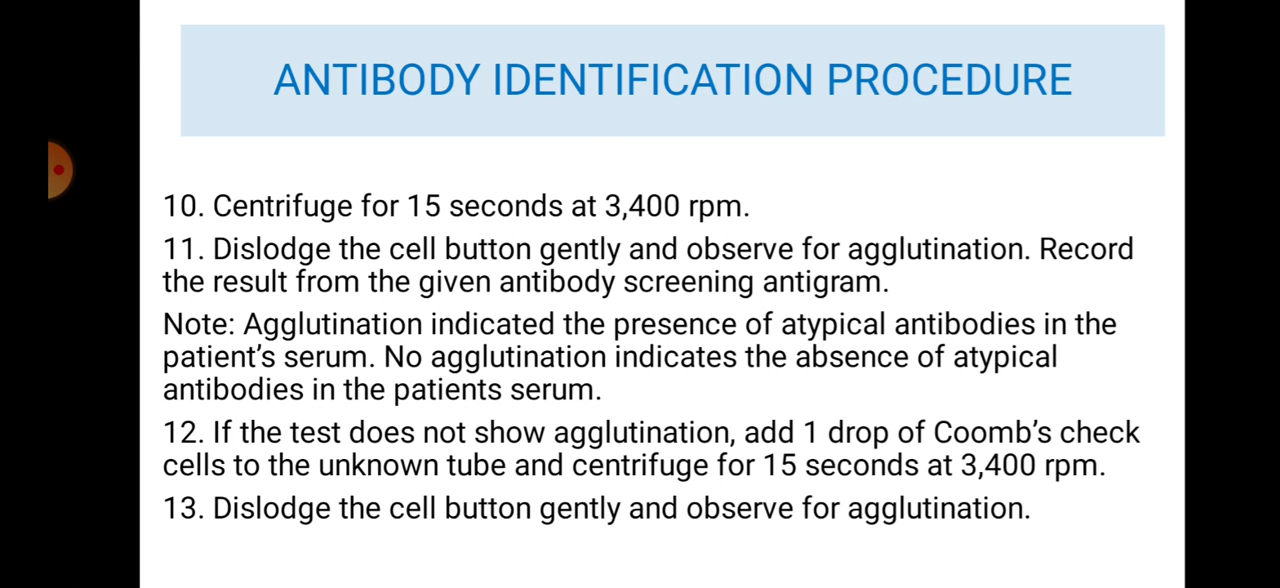 ANTIBODY IDENTIFICATION PROCEDURE
10. Centrifuge for 15 seconds at 3,400 rpm.
11. Dislodge the cell button gently and observe for agglutination. Record
the result from the given antibody screening antigram.
Note: Agglutination indicated the presence of atypical antibodies in the
patient’s serum. No agglutination indicates the absence of atypical
antibodies in the patients serum.
12. If the test does not show agglutination, add 1 drop of Coomb’s check
cells to the unknown tube and centrifuge for 15 seconds at 3,400 rpm.
13. Dislodge the cell button gently and observe for agglutination.